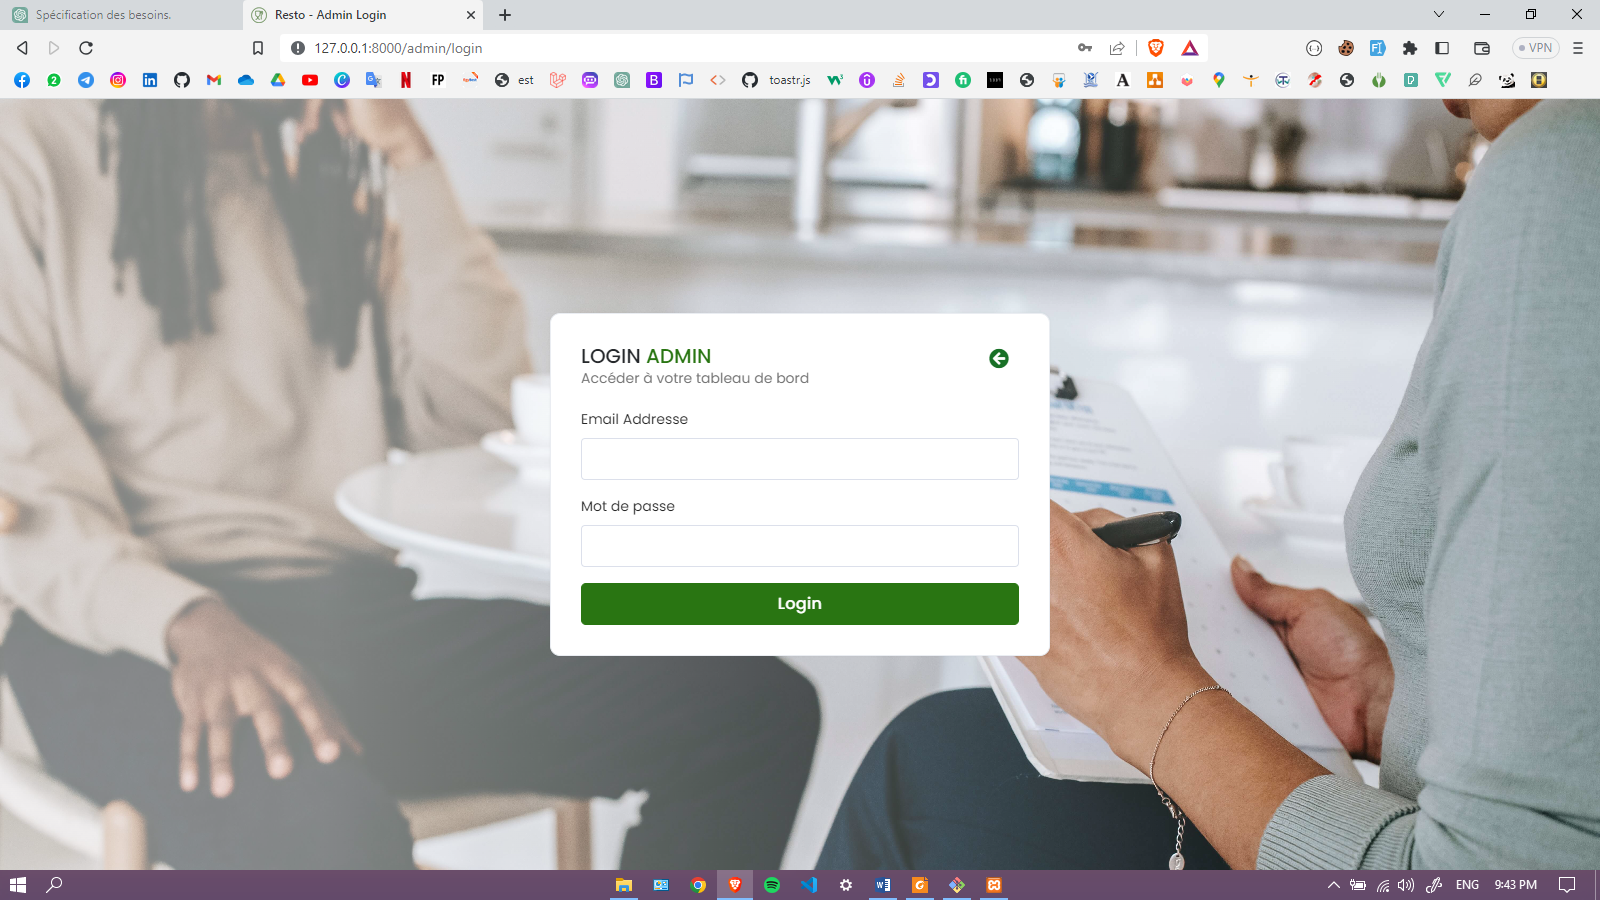 Spécification des besoins.
Resto - Admin Login
127.0.0.1:8000/admin/login
VPN
FP
est
toastr.js
LOGIN ADMIN
Accéder à votre tableau de bord
Email Addresse
Mot de passe
Login
ENG
9:43 PM